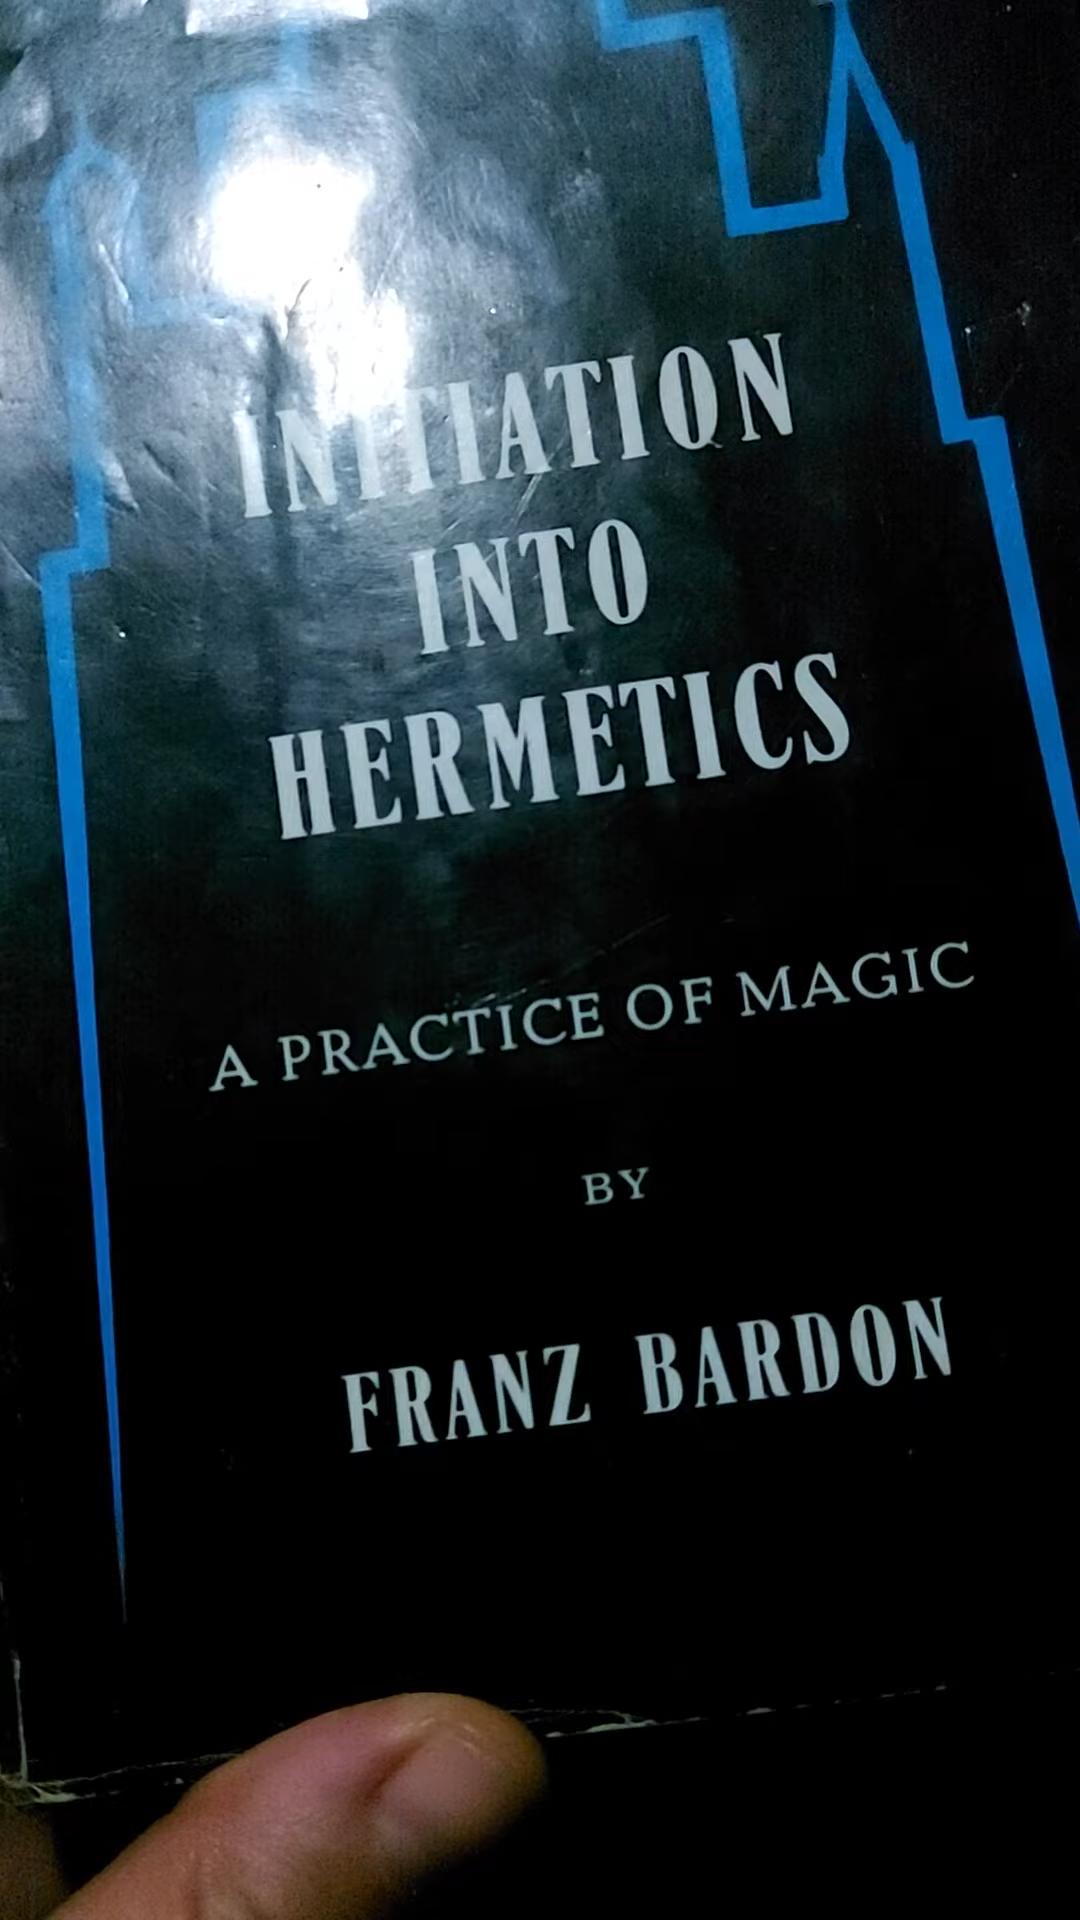 INITIATION
INTO
HERMETICS
A PRACTICE OF MAGIC
BY
FRANZ BARDON